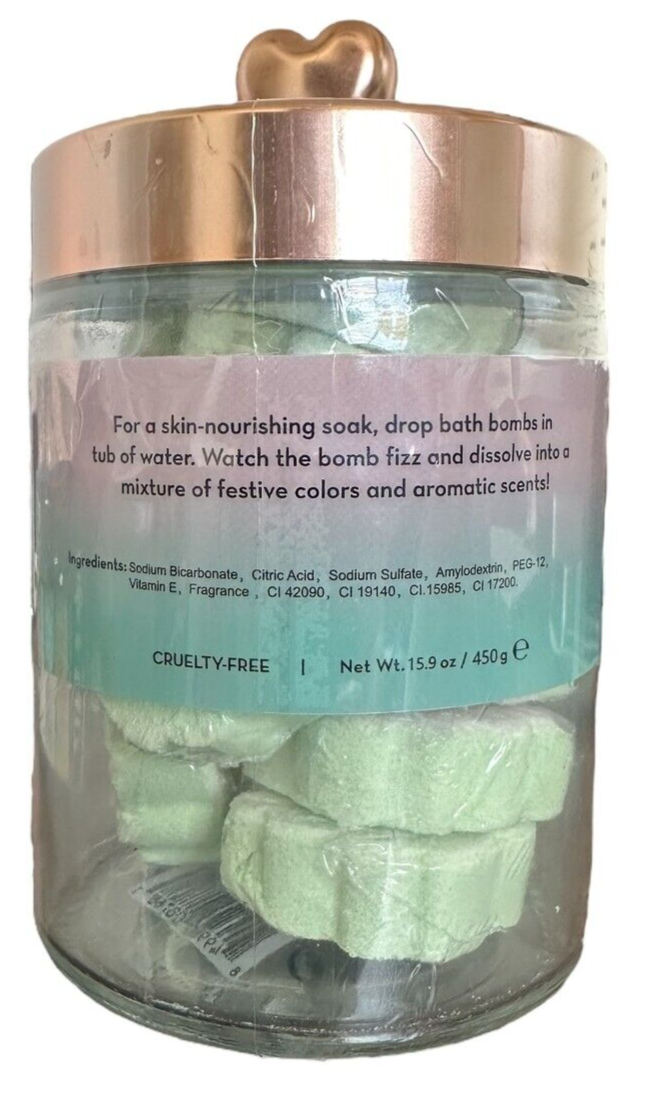 For a skin-nourishing soak, drop bath bombs in
tub of water. Watch the bomb fizz and dissolve into a
mixture of festive colors and aromatic scents!
Ingredients: Sodium Bicarbonate, Citric Acid, Sodium Sulfate, Amylodextrin, PEG-12,
Vitamin E, Fragrance , CI 42090, CI 19140, CI.15985, CI 17200.
CRUELTY-FREE | Net Wt. 15.9 oz / 450g ℮